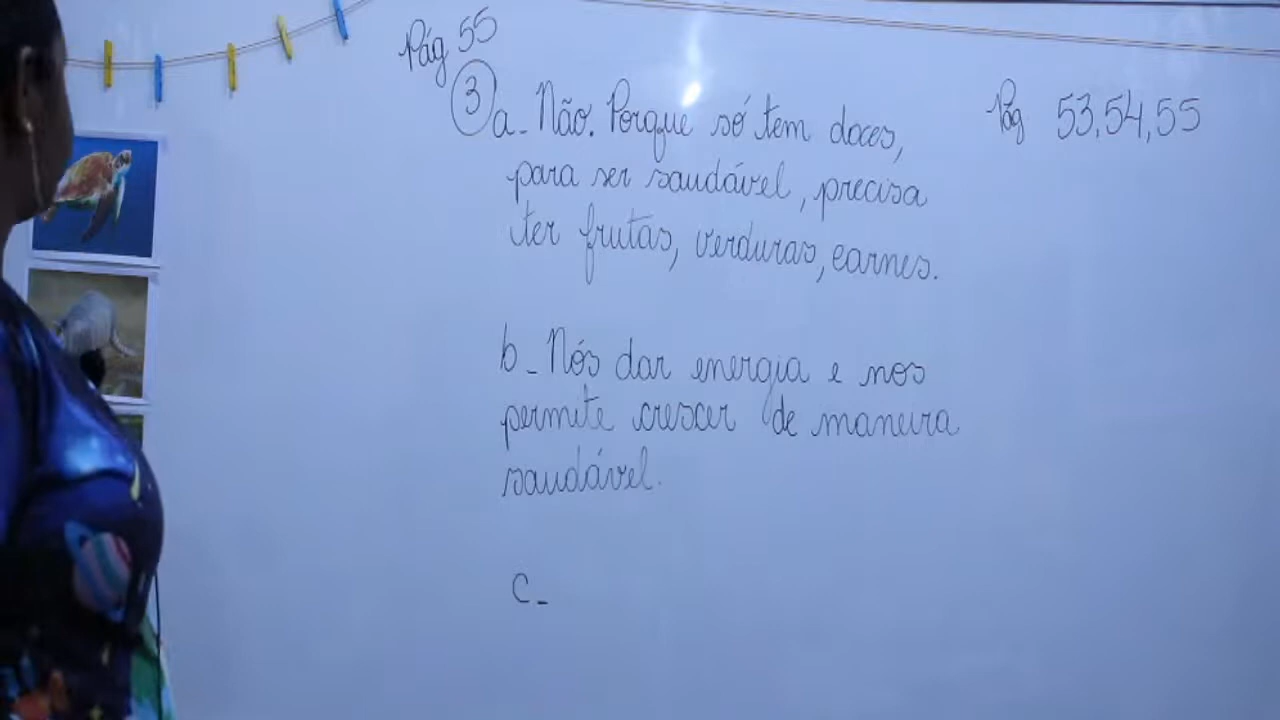 Pág 55
3 a - Não. Porque só tem doces,
para ser saudável, precisa
ter frutas, verduras, carnes.
b - Nós dar energia e nos
permite crescer de maneira
saudável.
c -
Pág 53, 54, 55